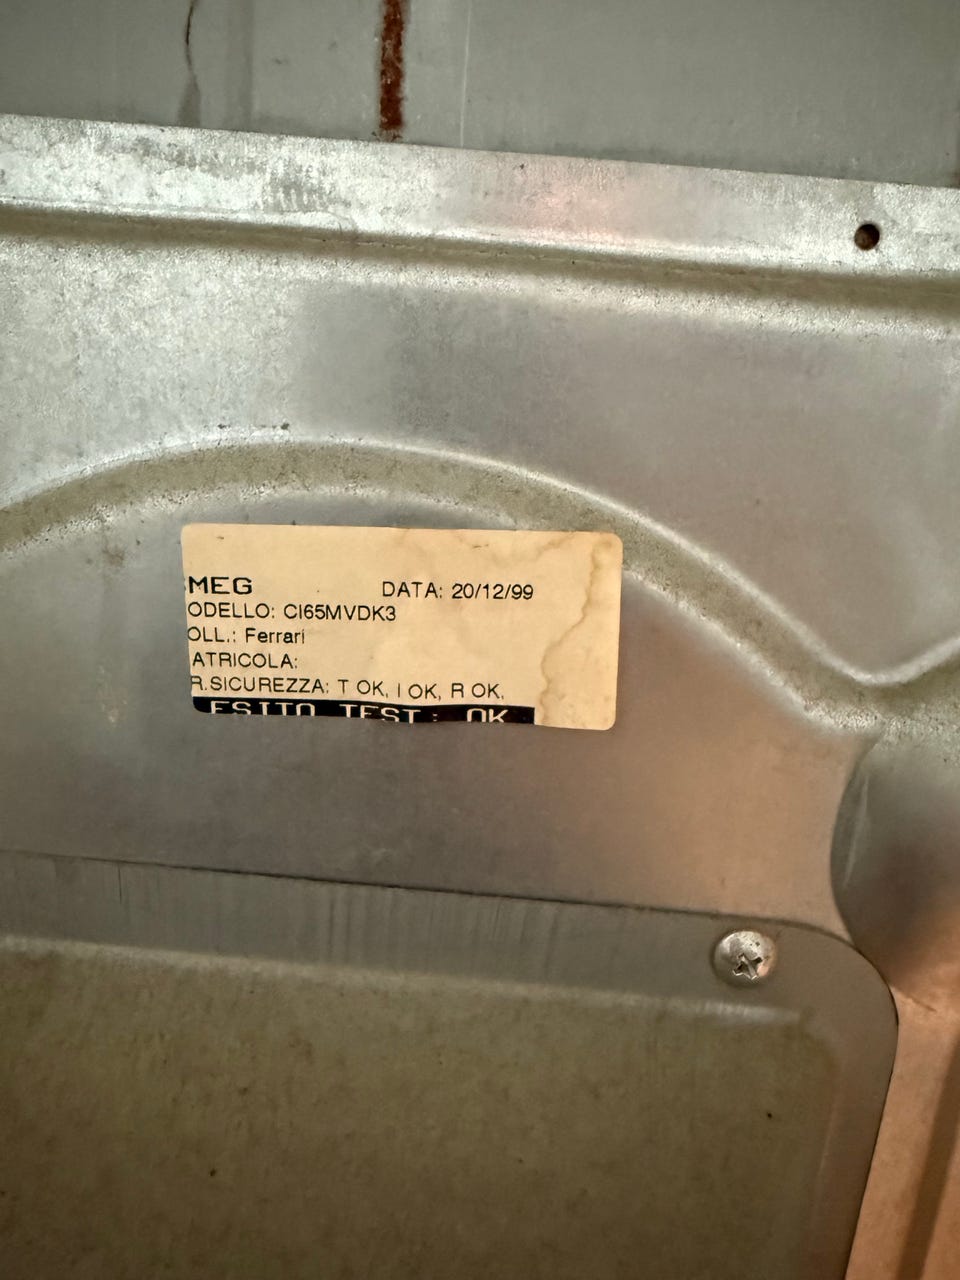 MEG DATA: 20/12/99
ODELLO: CI65MVDK3
OLL.: Ferrari
ATRICOLA:
R.SICUREZZA: T OK, I OK, R OK,
ESITO TEST: OK